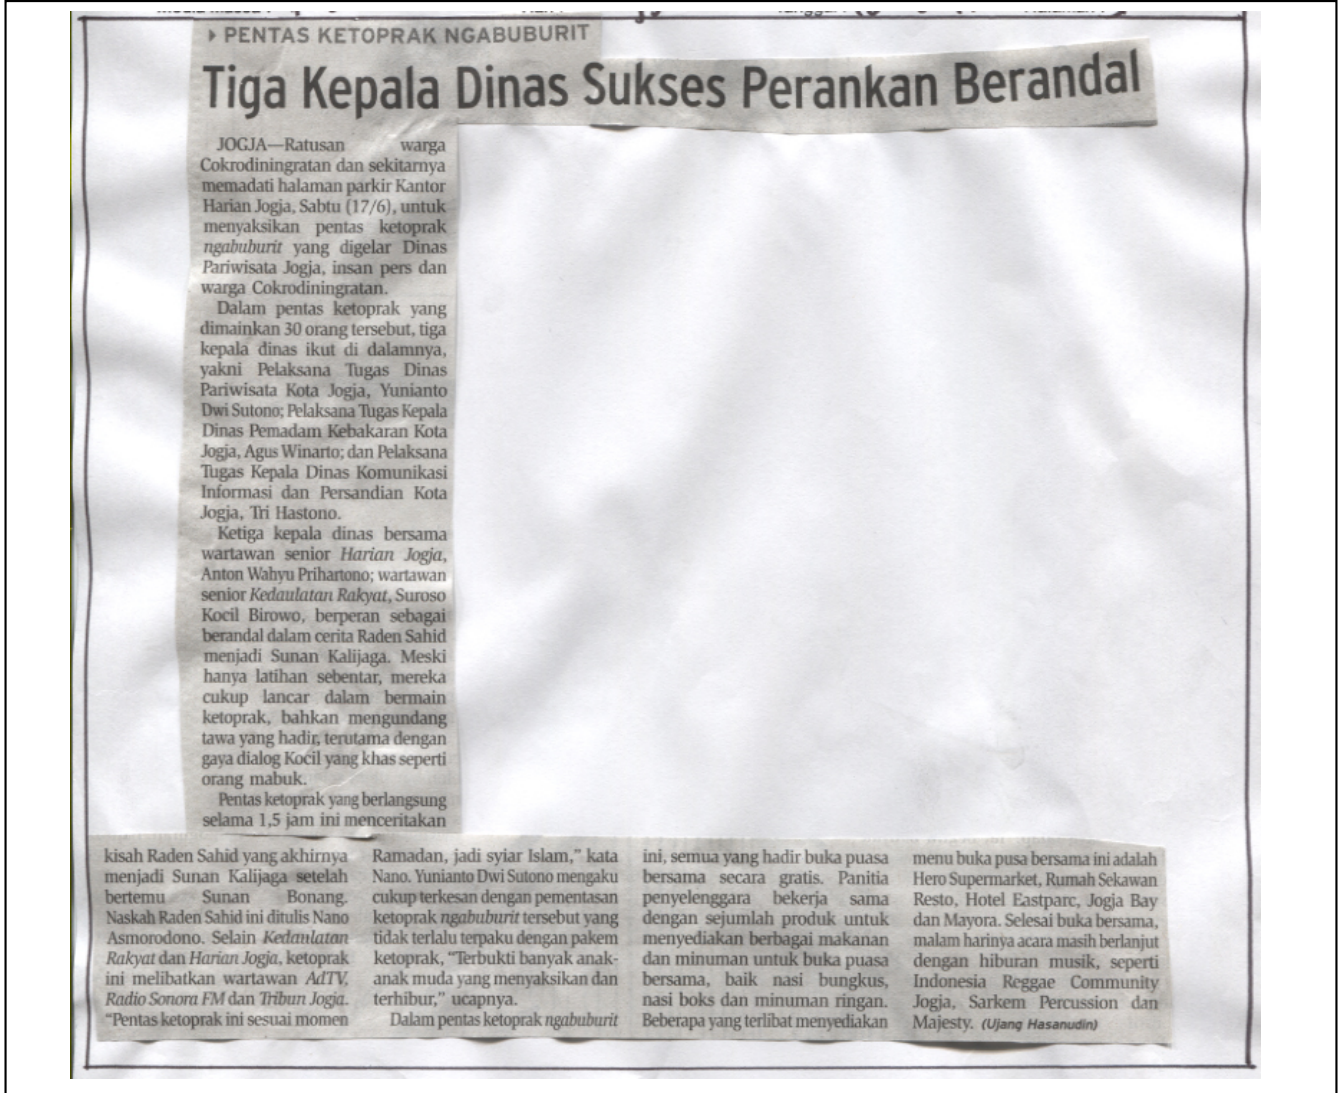 ▸ PENTAS KETOPRAK NGABUBURIT
Tiga Kepala Dinas Sukses Perankan Berandal
JOGJA—Ratusan warga
Cokrodiningratan dan sekitarnya
memadati halaman parkir Kantor
Harian Jogja, Sabtu (17/6), untuk
menyaksikan pentas ketoprak
ngabuburit yang digelar Dinas
Pariwisata Jogja, insan pers dan
warga Cokrodiningratan.
Dalam pentas ketoprak yang
dimainkan 30 orang tersebut, tiga
kepala dinas ikut di dalamnya,
yakni Pelaksana Tugas Dinas
Pariwisata Kota Jogja, Yunianto
Dwi Sutono; Pelaksana Tugas Kepala
Dinas Pemadam Kebakaran Kota
Jogja, Agus Winarto; dan Pelaksana
Tugas Kepala Dinas Komunikasi
Informasi dan Persandian Kota
Jogja, Tri Hastono.
Ketiga kepala dinas bersama
wartawan senior Harian Jogja,
Anton Wahyu Prihartono; wartawan
senior Kedaulatan Rakyat, Suroso
Kocil Birowo, berperan sebagai
berandal dalam cerita Raden Sahid
menjadi Sunan Kalijaga. Meski
hanya latihan sebentar, mereka
cukup lancar dalam bermain
ketoprak, bahkan mengundang
tawa yang hadir, terutama dengan
gaya dialog Kocil yang khas seperti
orang mabuk.
Pentas ketoprak yang berlangsung
selama 1,5 jam ini menceritakan
kisah Raden Sahid yang akhirnya
menjadi Sunan Kalijaga setelah
bertemu Sunan Bonang.
Naskah Raden Sahid ini ditulis Nano
Asmorodono. Selain Kedaulatan
Rakyat dan Harian Jogja, ketoprak
ini melibatkan wartawan AdTV,
Radio Sonora FM dan Tribun Jogja.
"Pentas ketoprak ini sesuai momen
Ramadan, jadi syiar Islam," kata
Nano. Yunianto Dwi Sutono mengaku
cukup terkesan dengan pementasan
ketoprak ngabuburit tersebut yang
tidak terlalu terpaku dengan pakem
ketoprak, "Terbukti banyak anak-
anak muda yang menyaksikan dan
terhibur," ucapnya.
Dalam pentas ketoprak ngabuburit
ini, semua yang hadir buka puasa
bersama secara gratis. Panitia
penyelenggara bekerja sama
dengan sejumlah produk untuk
menyediakan berbagai makanan
dan minuman untuk buka puasa
bersama, baik nasi bungkus,
nasi boks dan minuman ringan.
Beberapa yang terlibat menyediakan
menu buka pusa bersama ini adalah
Hero Supermarket, Rumah Sekawan
Resto, Hotel Eastparc, Jogja Bay
dan Mayora. Selesai buka bersama,
malam harinya acara masih berlanjut
dengan hiburan musik, seperti
Indonesia Reggae Community
Jogja, Sarkem Percussion dan
Majesty. (Ujang Hasanudin)